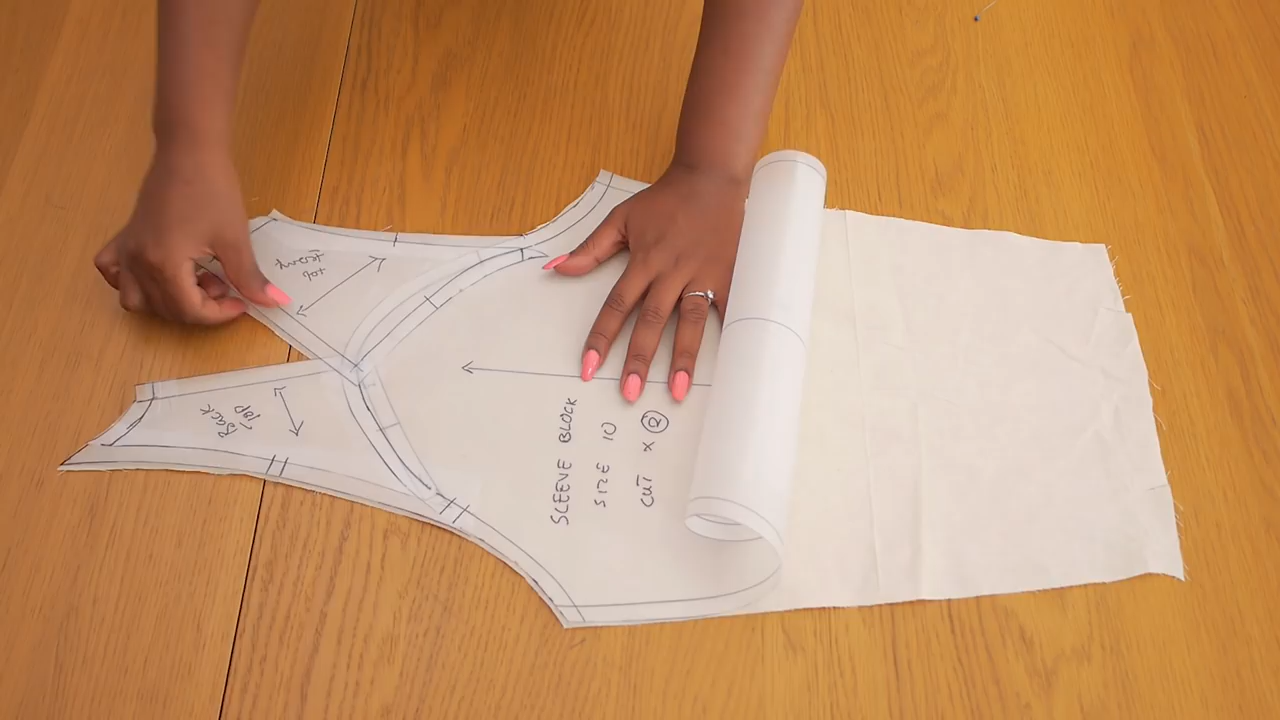 Front
top
Back
Top
SLEEVE BLOCK
SIZE 10
CUT x 2